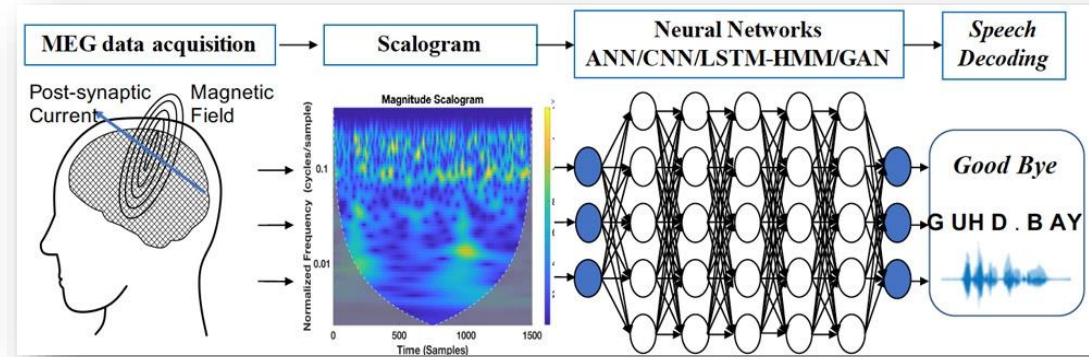 MEG data acquisition
Scalogram
Neural Networks
ANN/CNN/LSTM-HMM/GAN
Speech
Decoding
Post-synaptic
Current
Magnetic
Field
Magnitude Scalogram
Normalized Frequency (cycles/sample)
0.1
0.01
0
500
1000
1500
Time (Samples)
Good Bye
G UH D . B AY